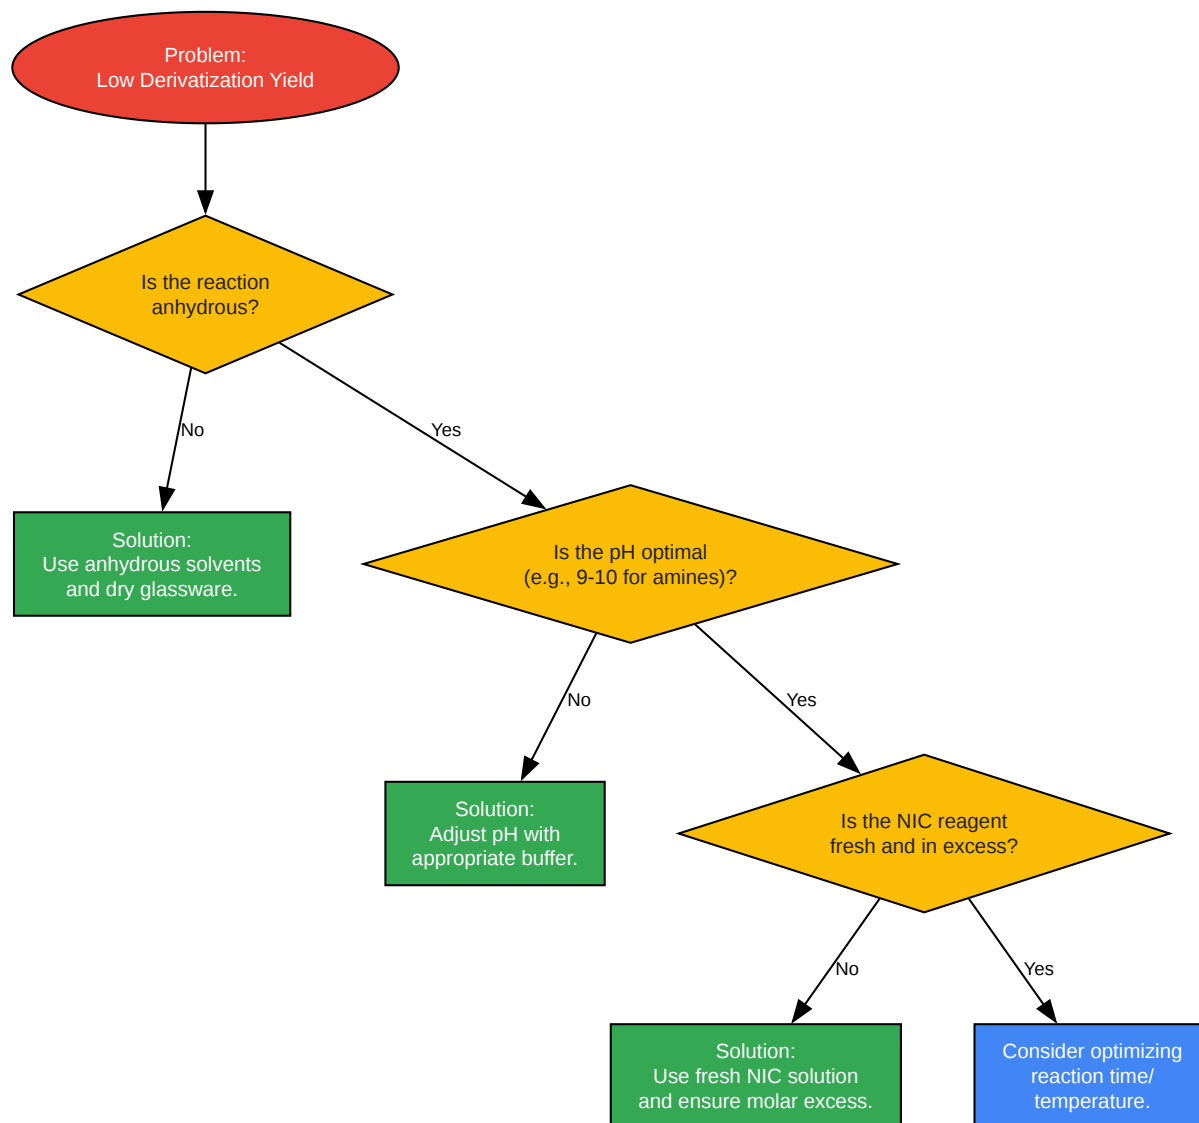 Problem:
Low Derivatization Yield
Is the reaction
anhydrous?
No
Yes
Solution:
Use anhydrous solvents
and dry glassware.
Is the pH optimal
(e.g., 9-10 for amines)?
No
Yes
Solution:
Adjust pH with
appropriate buffer.
Is the NIC reagent
fresh and in excess?
No
Yes
Solution:
Use fresh NIC solution
and ensure molar excess.
Consider optimizing
reaction time/
temperature.